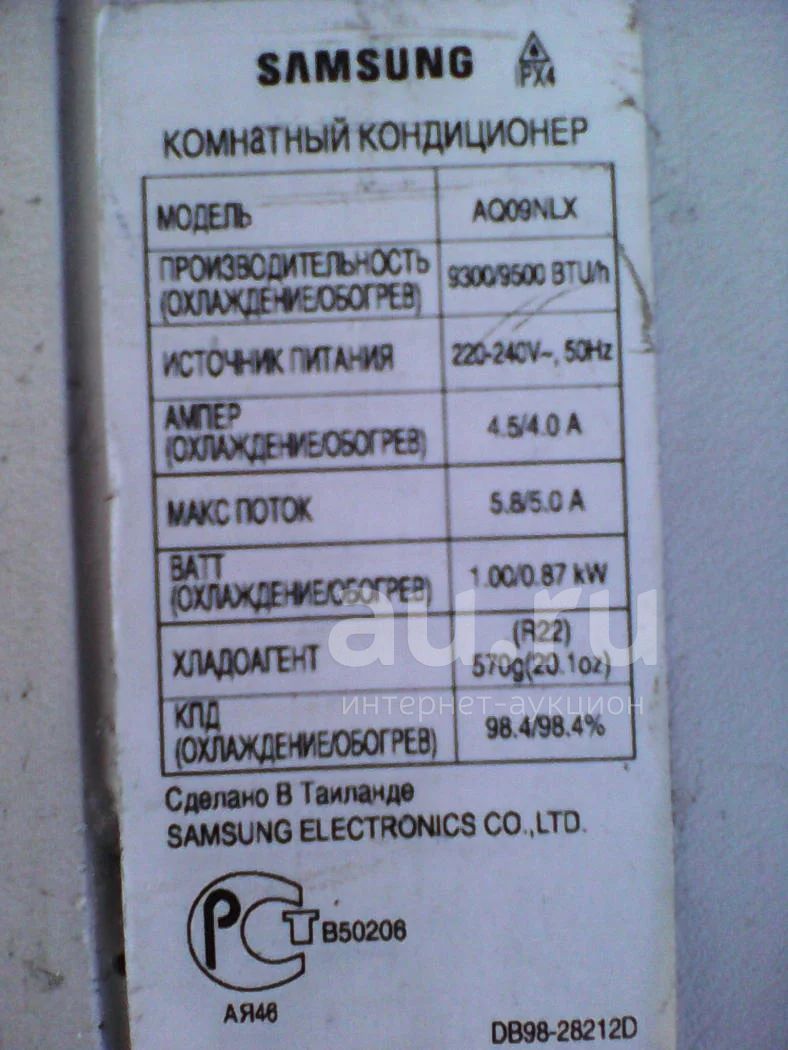 SAMSUNG
IPX4
КОМНаТНЫЙ КОНДИЦИОНЕР
МОДЕЛЬ AQ09NLX
ПРОИЗВОДИТЕЛЬНОСТЬ
(ОХЛАЖДЕНИЕ/ОБОГРЕВ) 9300/9500 BTU/h
ИСТОЧНИК ПИТАНИЯ 220-240V~, 50Hz
АМПЕР
(ОХЛАЖДЕНИЕ/ОБОГРЕВ) 4.5/4.0 A
МАКС ПОТОК 5.8/5.0 A
ВАТТ
(ОХЛАЖДЕНИЕ/ОБОГРЕВ) 1.00/0.87 kW
ХЛАДОАГЕНТ (R22)
570g(20.1oz)
КПД
(ОХЛАЖДЕНИЕ/ОБОГРЕВ) 98.4/98.4%
au.ru
интернет-аукцион
Сделано В Таиланде
SAMSUNG ELECTRONICS CO.,LTD.
РСТ B50206
АЯ46
DB98-28212D